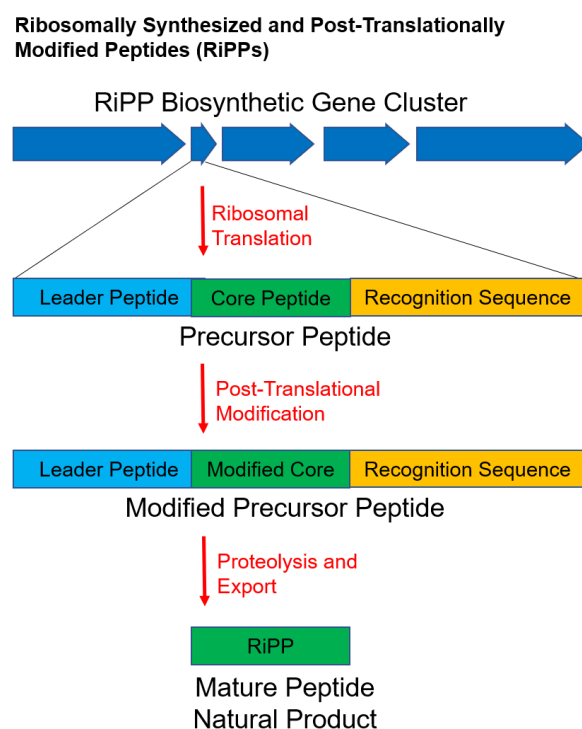 Ribosomally Synthesized and Post-Translationally
Modified Peptides (RiPPs)
RiPP Biosynthetic Gene Cluster
Ribosomal
Translation
Leader Peptide
Core Peptide
Recognition Sequence
Precursor Peptide
Post-Translational
Modification
Leader Peptide
Modified Core
Recognition Sequence
Modified Precursor Peptide
Proteolysis and
Export
RiPP
Mature Peptide
Natural Product